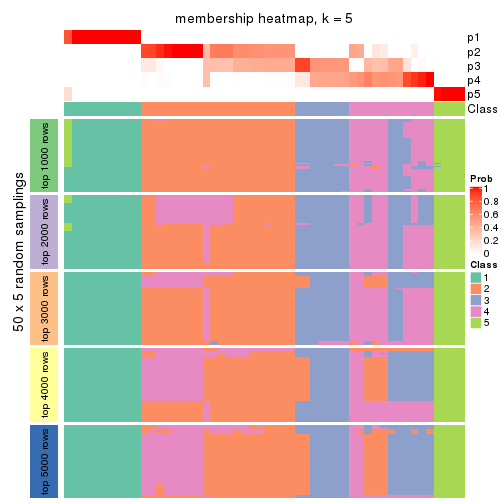 membership heatmap, k = 5
p1
p2
p3
p4
p5
Class
50 x 5 random samplings
top 1000 rows
top 2000 rows
top 3000 rows
top 4000 rows
top 5000 rows
Prob
1
0.8
0.6
0.4
0.2
0
Class
1
2
3
4
5